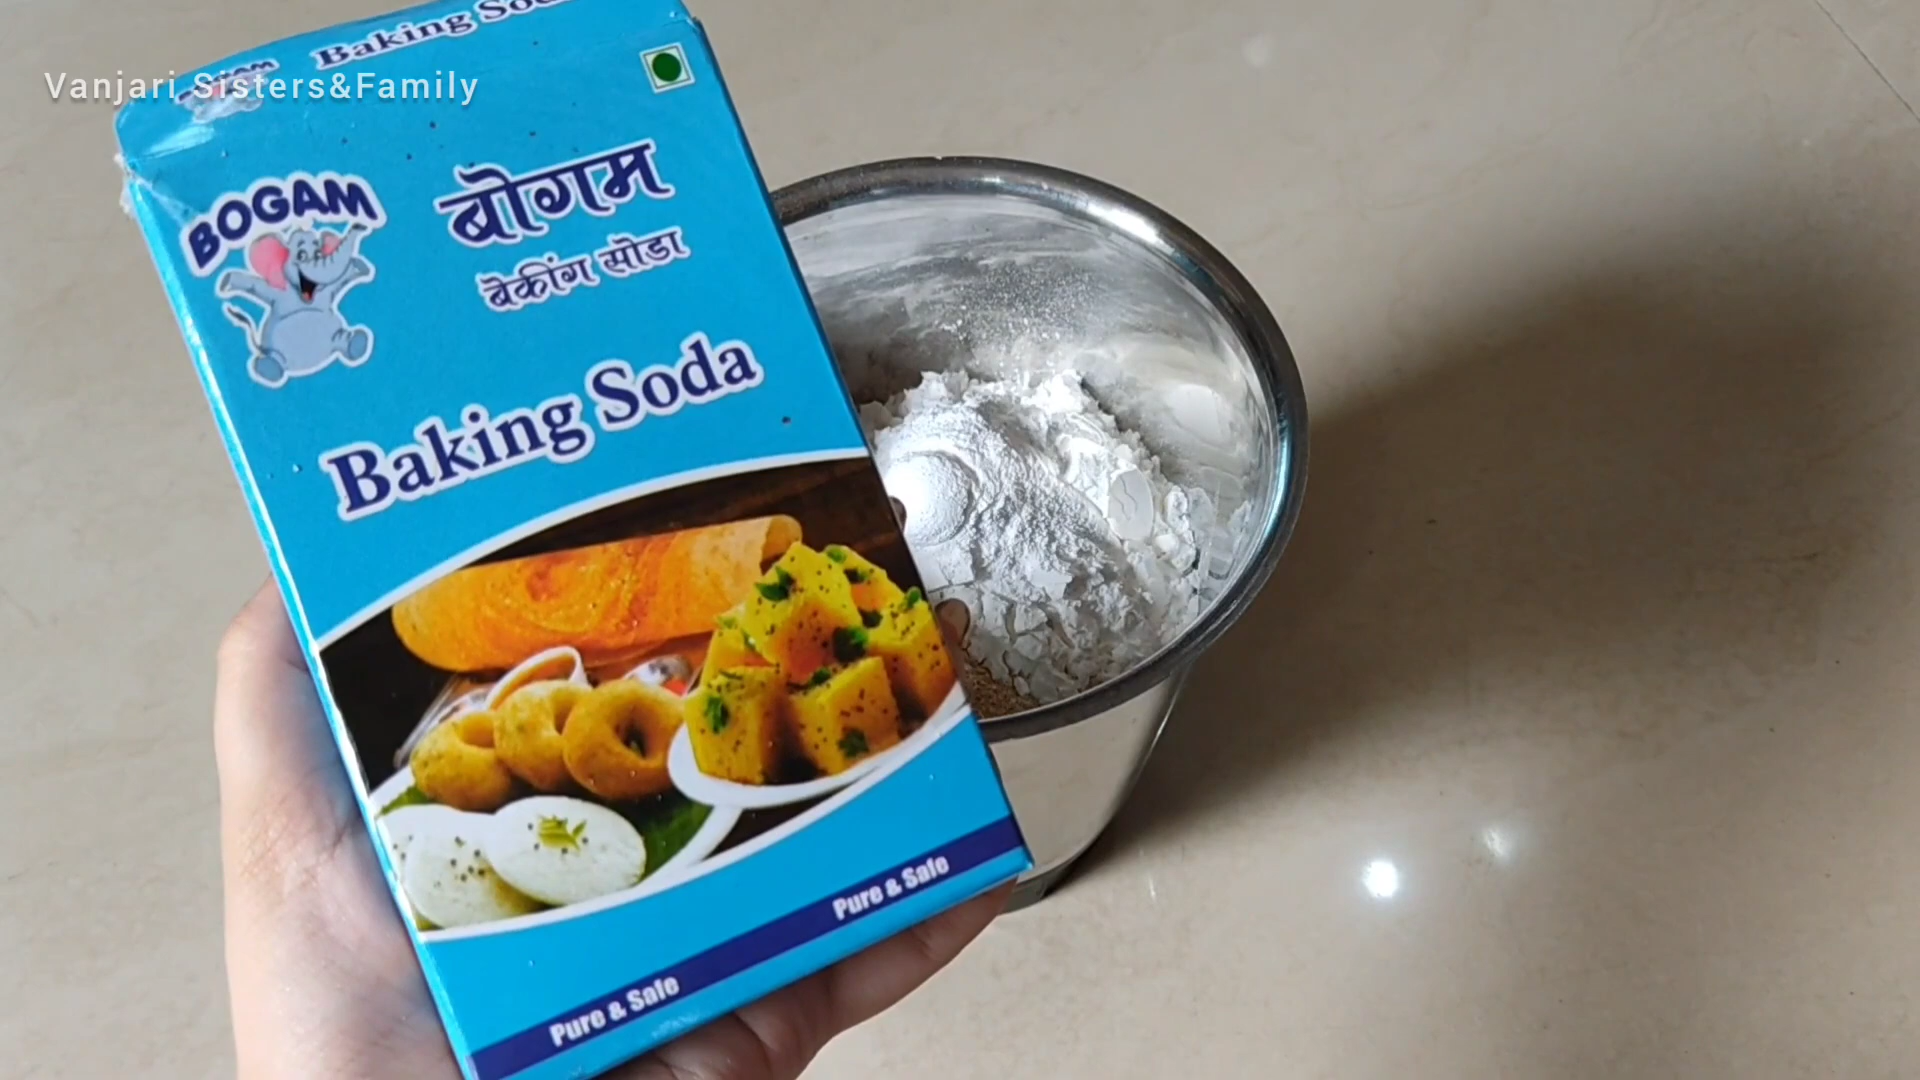 Baking Soda
Vanjari Sisters&Family
BOGAM
बोगम
बेकींग सोडा
Baking Soda
Pure & Safe
Pure & Safe